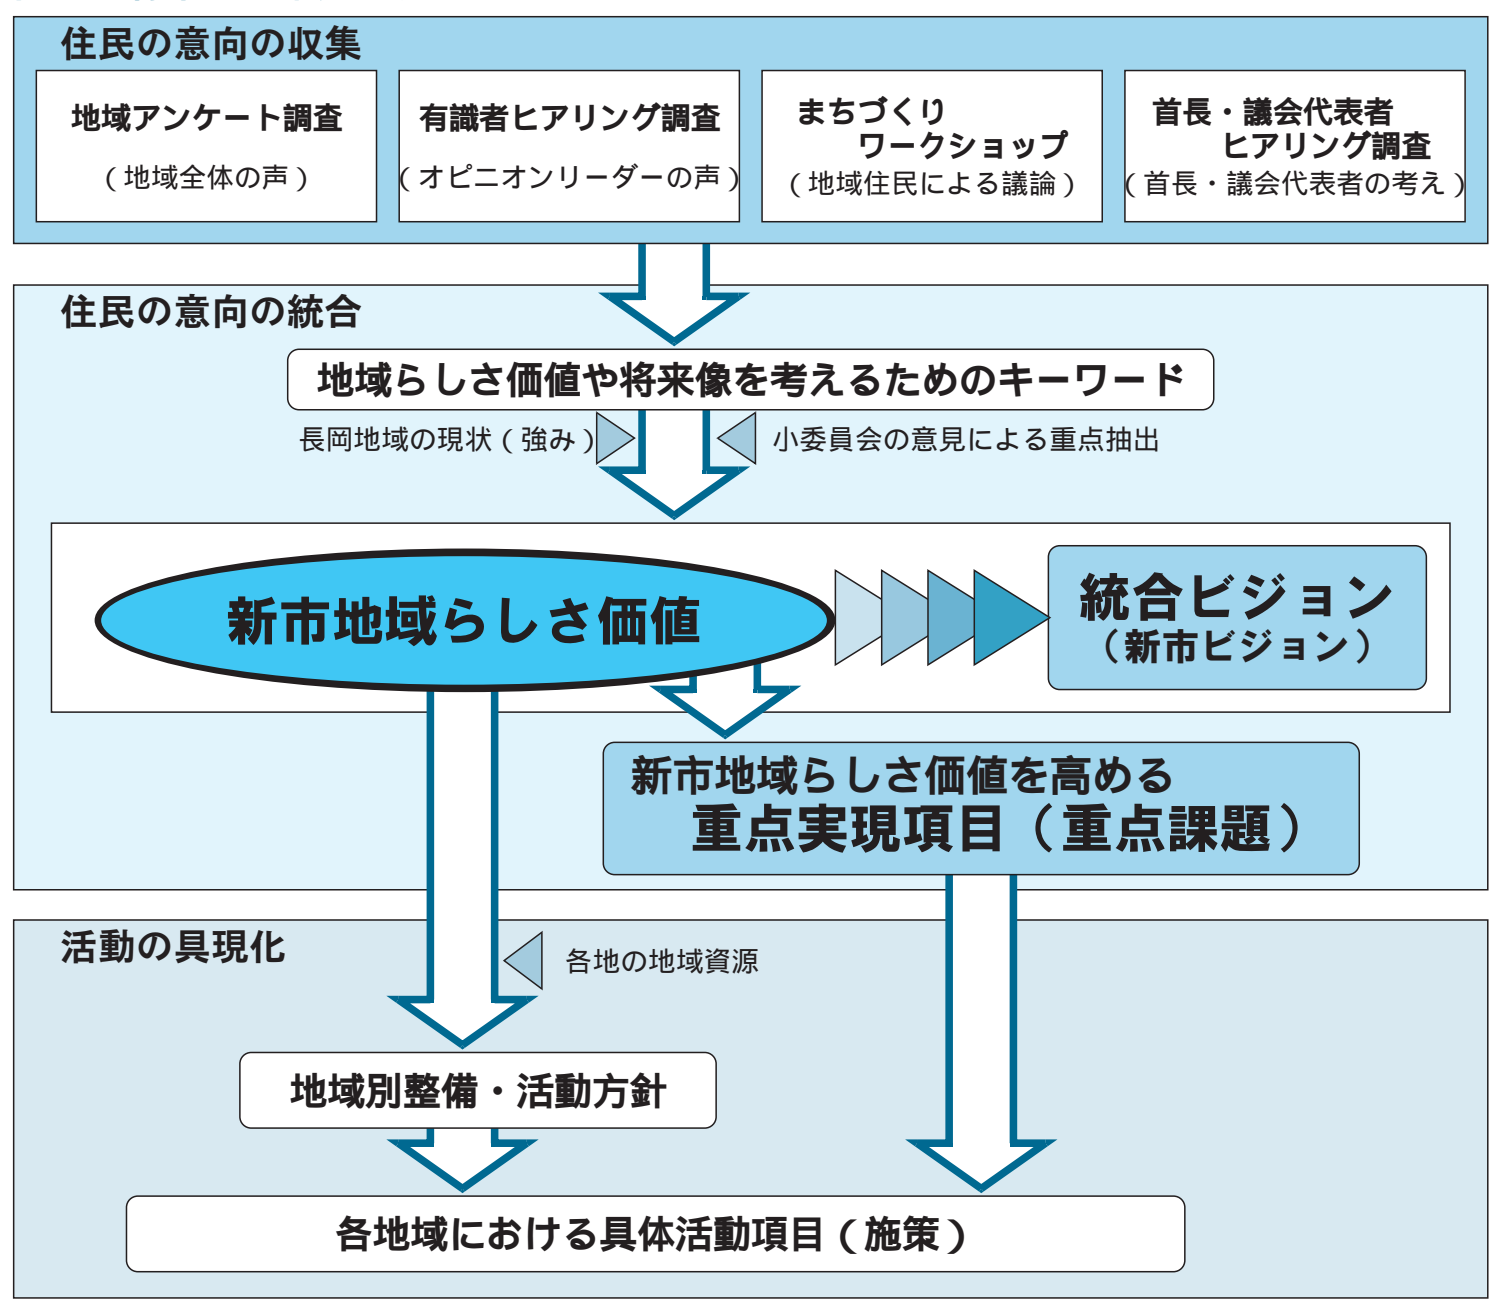 住民の意向の収集
地域アンケート調査
（地域全体の声）
有識者ヒアリング調査
（オピニオンリーダーの声）
まちづくり
ワークショップ
（地域住民による議論）
首長・議会代表者
ヒアリング調査
（首長・議会代表者の考え）
住民の意向の統合
地域らしさ価値や将来像を考えるためのキーワード
長岡地域の現状（強み）
小委員会の意見による重点抽出
新市地域らしさ価値
統合ビジョン
（新市ビジョン）
新市地域らしさ価値を高める
重点実現項目（重点課題）
活動の具現化
各地の地域資源
地域別整備・活動方針
各地域における具体活動項目（施策）